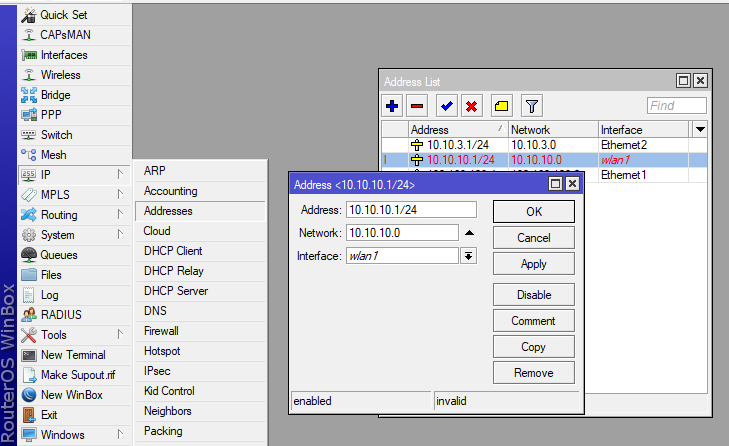 RouterOS WinBox
Quick Set
CAPsMAN
Interfaces
Wireless
Bridge
PPP
Switch
Mesh
IP
MPLS
Routing
System
Queues
Files
Log
RADIUS
Tools
New Terminal
Make Supout.rif
New WinBox
Exit
Windows
ARP
Accounting
Addresses
Cloud
DHCP Client
DHCP Relay
DHCP Server
DNS
Firewall
Hotspot
IPsec
Kid Control
Neighbors
Packing
Address List
Find
Address Network Interface
10.10.3.1/24 10.10.3.0 Ethernet2
I 10.10.10.1/24 10.10.10.0 wlan1
Ethernet1
Address <10.10.10.1/24>
Address: 10.10.10.1/24
Network: 10.10.10.0
Interface: wlan1
OK
Cancel
Apply
Disable
Comment
Copy
Remove
enabled invalid